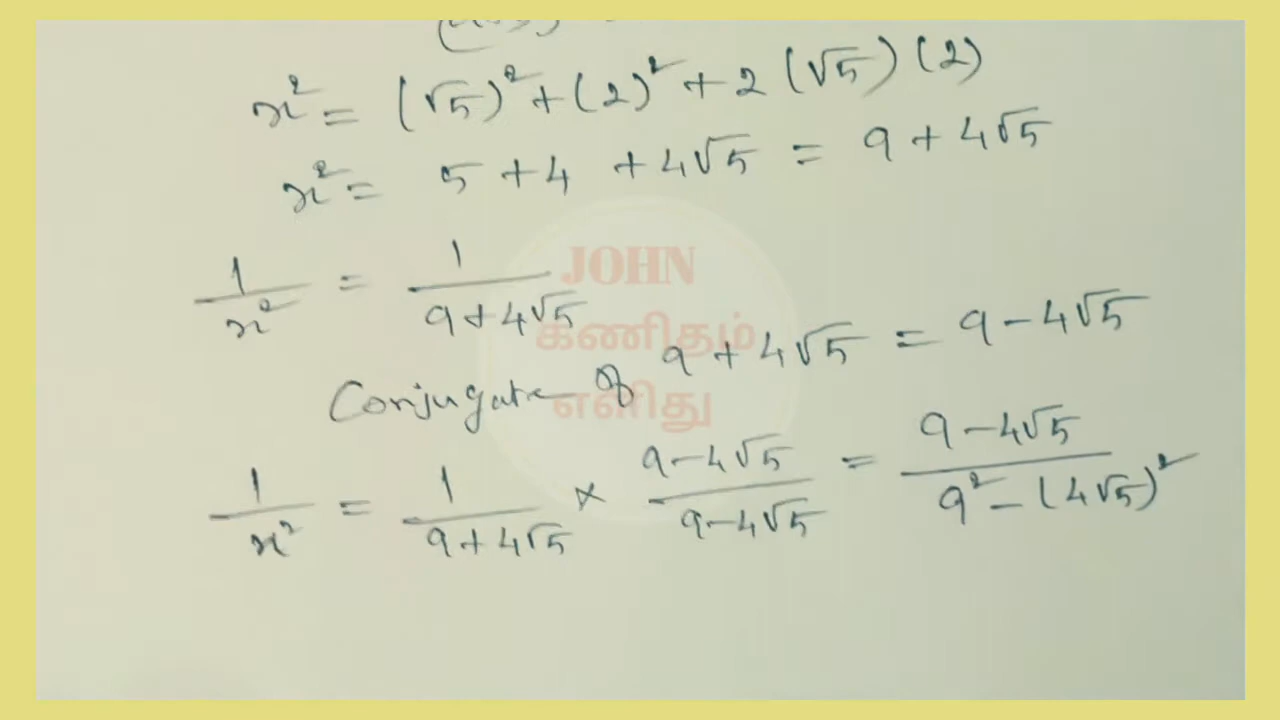 x² = (√5)² + (2)² + 2 (√5) (2)
x² = 5 + 4 + 4√5 = 9 + 4√5
1/x² = 1/(9 + 4√5)
Conjugate of 9 + 4√5 = 9 - 4√5
1/x² = 1/(9 + 4√5) × (9 - 4√5)/(9 - 4√5) = (9 - 4√5)/(9² - (4√5)²)
JOHN
கணிதம்
எளிது